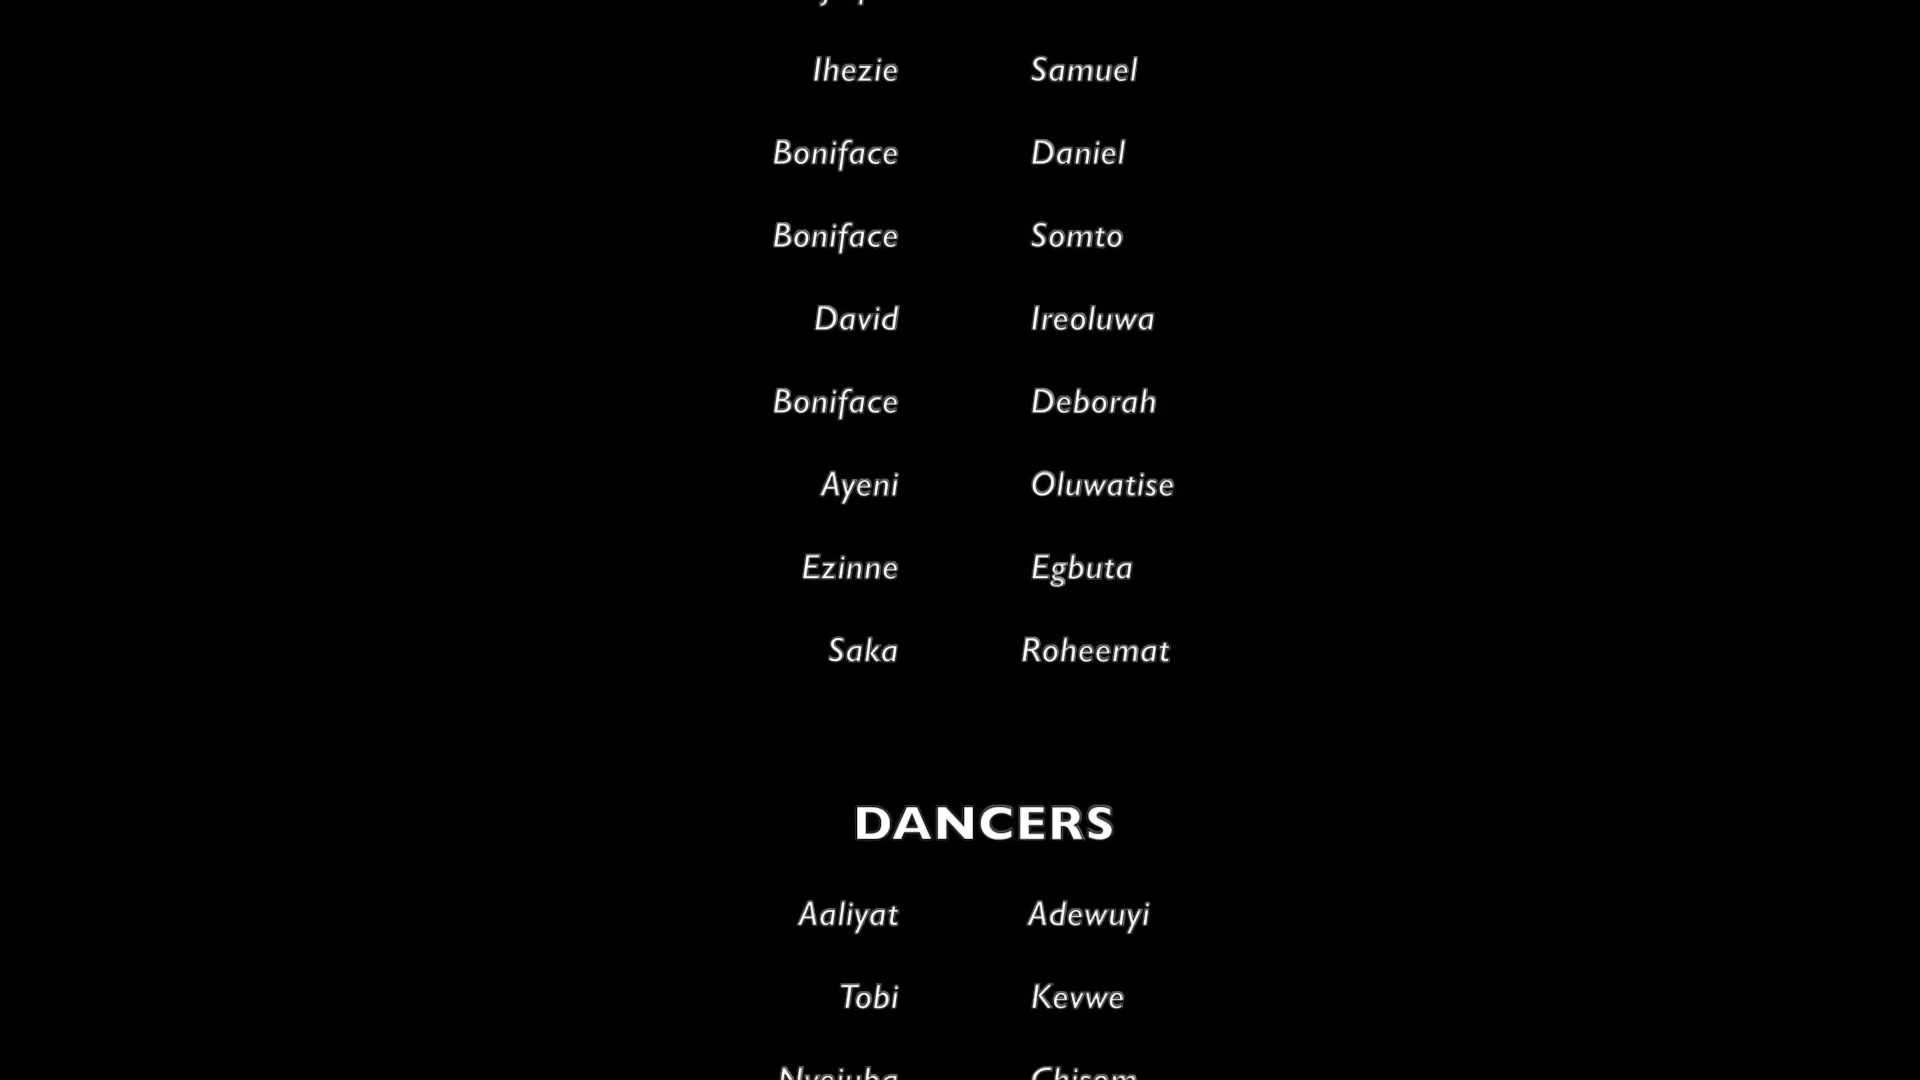 Ihezie Samuel
Boniface Daniel
Boniface Somto
David Ireoluwa
Boniface Deborah
Ayeni Oluwatise
Ezinne Egbuta
Saka Roheemat
DANCERS
Aaliyat Adewuyi
Tobi Kevwe
Chisom